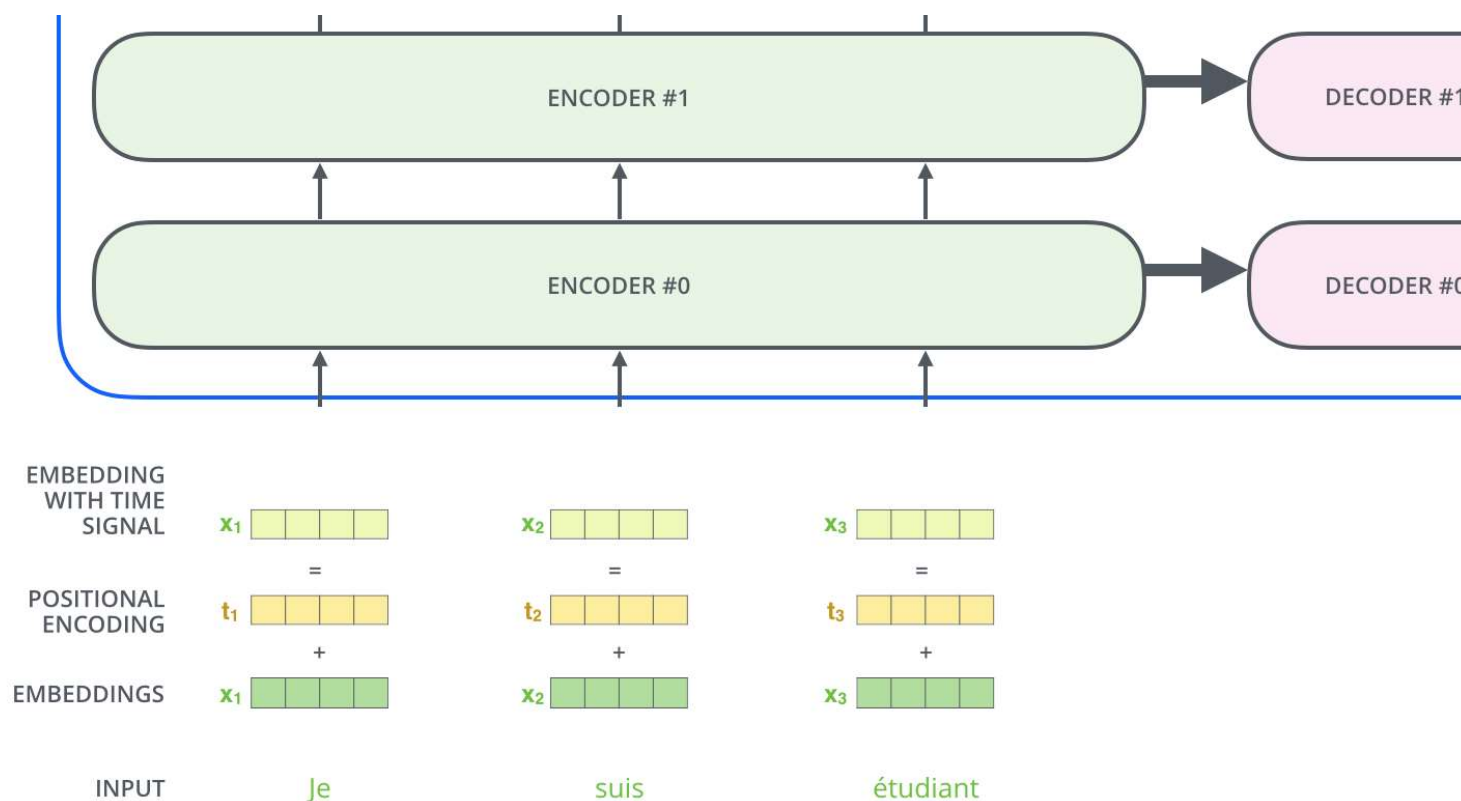 ENCODER #1
DECODER #1
ENCODER #0
DECODER #0
EMBEDDING
WITH TIME
SIGNAL
x₁
x₂
x₃
=
=
=
POSITIONAL
ENCODING
t₁
t₂
t₃
+
+
+
EMBEDDINGS
x₁
x₂
x₃
INPUT
Je
suis
étudiant